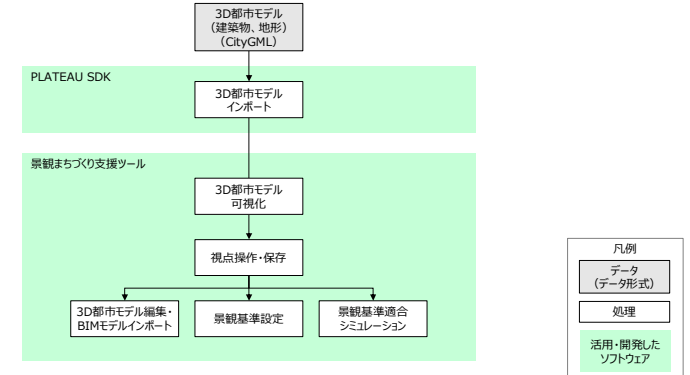 3D都市モデル
（建築物、地形）
（CityGML）
PLATEAU SDK
3D都市モデル
インポート
景観まちづくり支援ツール
3D都市モデル
可視化
視点操作・保存
3D都市モデル編集・
BIMモデルインポート
景観基準設定
景観基準適合
シミュレーション
凡例
データ
（データ形式）
処理
活用・開発した
ソフトウェア